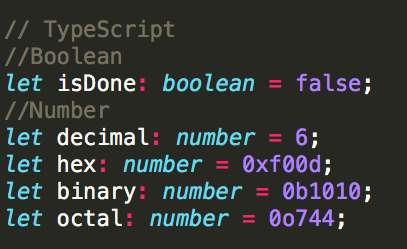 // TypeScript
//Boolean
let isDone: boolean = false;
//Number
let decimal: number = 6;
let hex: number = 0xf00d;
let binary: number = 0b1010;
let octal: number = 0o744;